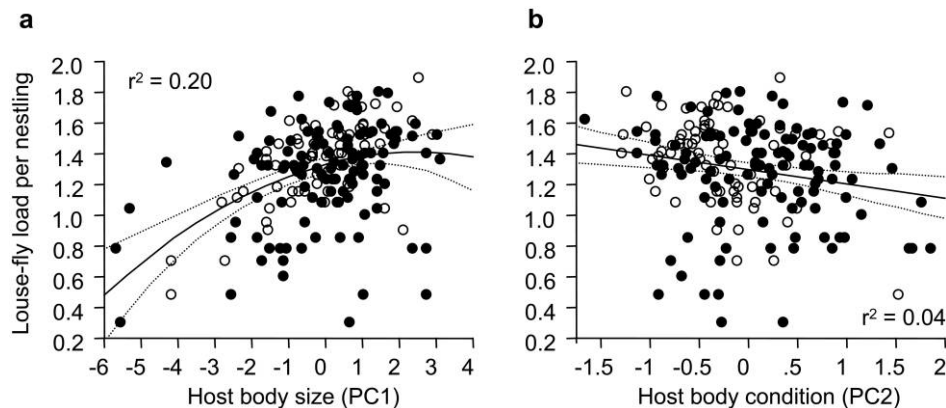 a
b
r² = 0.20
r² = 0.04
Louse-fly load per nestling
2.0
1.8
1.6
1.4
1.2
1.0
0.8
0.6
0.4
0.2
-6 -5 -4 -3 -2 -1 0 1 2 3 4
Host body size (PC1)
2.0
1.8
1.6
1.4
1.2
1.0
0.8
0.6
0.4
0.2
-1.5 -1 -0.5 0 .5 1 1.5 2
Host body condition (PC2)